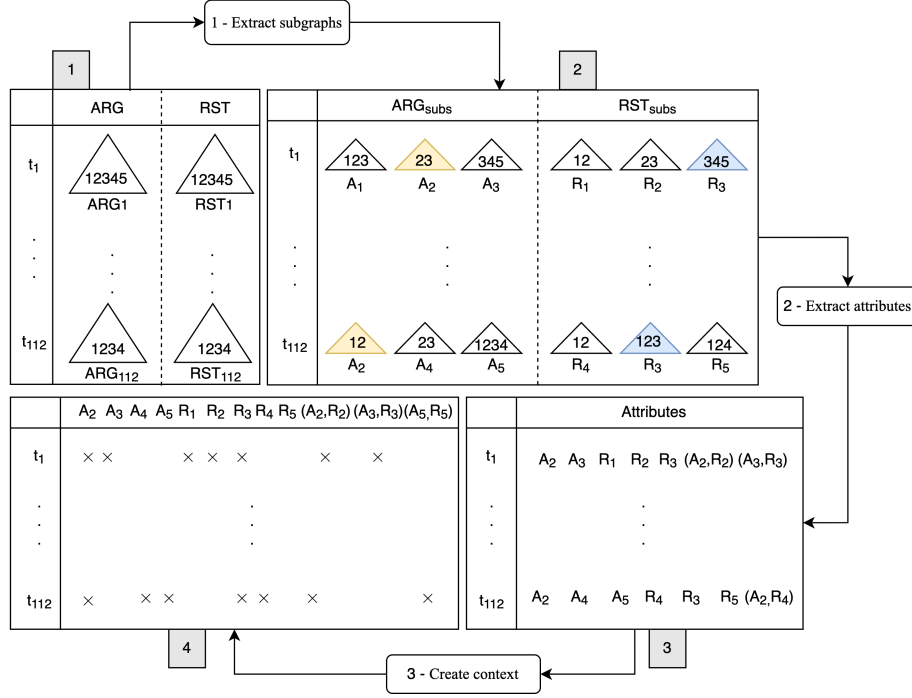 1 - Extract subgraphs
1
2
ARG RST
t1
12345 12345
ARG1 RST1
t112
1234 1234
ARG112 RST112
ARGsubs RSTsubs
t1
123 23 345 12 23 345
A1 A2 A3 R1 R2 R3
t112
12 23 1234 12 123 124
A2 A4 A5 R4 R3 R5
2 - Extract attributes
A2 A3 A4 A5 R1 R2 R3 R4 R5 (A2,R2) (A3,R3) (A5,R5)
t1
t112
Attributes
t1 A2 A3 R1 R2 R3 (A2,R2) (A3,R3)
t112 A2 A4 A5 R4 R3 R5 (A2,R4)
4
3
3 - Create context